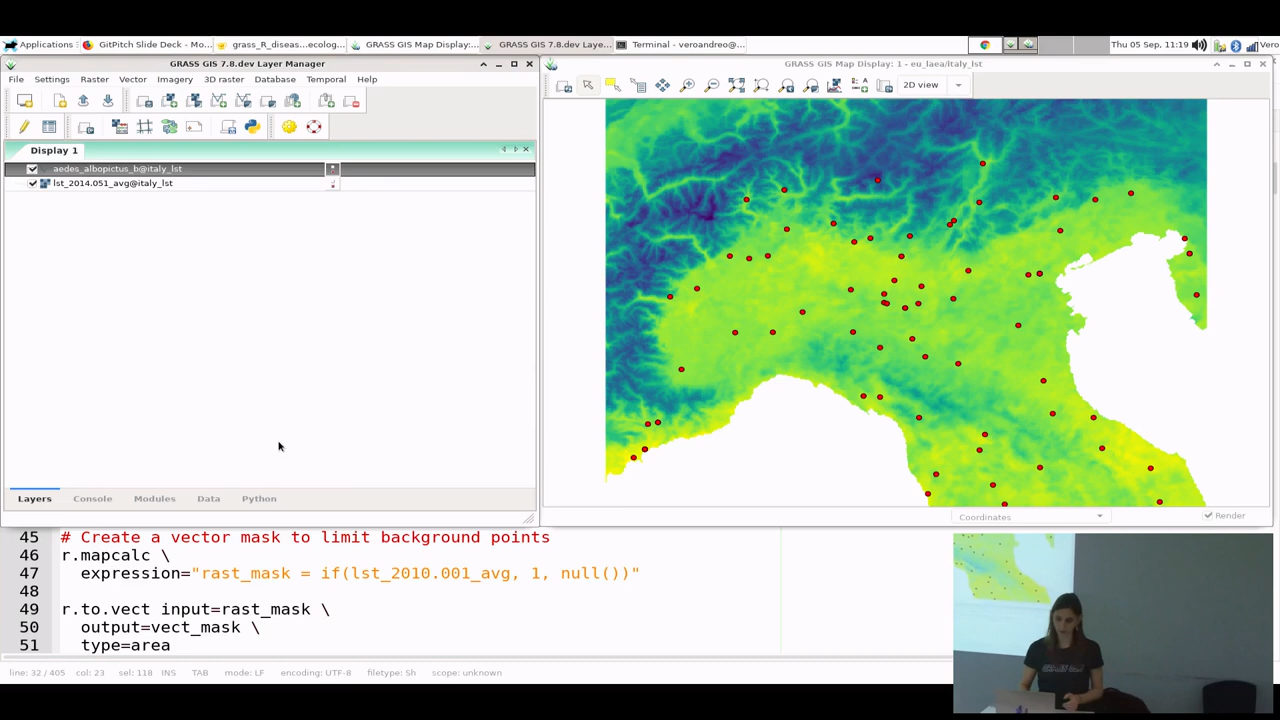 Applications
GitPitch Slide Deck - Mo...
grass_R_diseas...ecolog...
GRASS GIS Map Display:...
GRASS GIS 7.8.dev Laye...
Terminal - veroandreo@...
Thu 05 Sep, 11:19
Vero
GRASS GIS 7.8.dev Layer Manager
File Settings Raster Vector Imagery 3D raster Database Temporal Help
Display 1
aedes_albopictus_b@italy_lst
lst_2014.051_avg@italy_lst
Layers Console Modules Data Python
GRASS GIS Map Display: 1 - eu_laea/italy_lst
2D view
Coordinates
Render
45 # Create a vector mask to limit background points
46 r.mapcalc \
47 expression="rast_mask = if(lst_2010.001_avg, 1, null())"
48
49 r.to.vect input=rast_mask \
50 output=vect_mask \
51 type=area
line: 32 / 405 col: 23 sel: 118 INS TAB mode: LF encoding: UTF-8 filetype: Sh scope: unknown